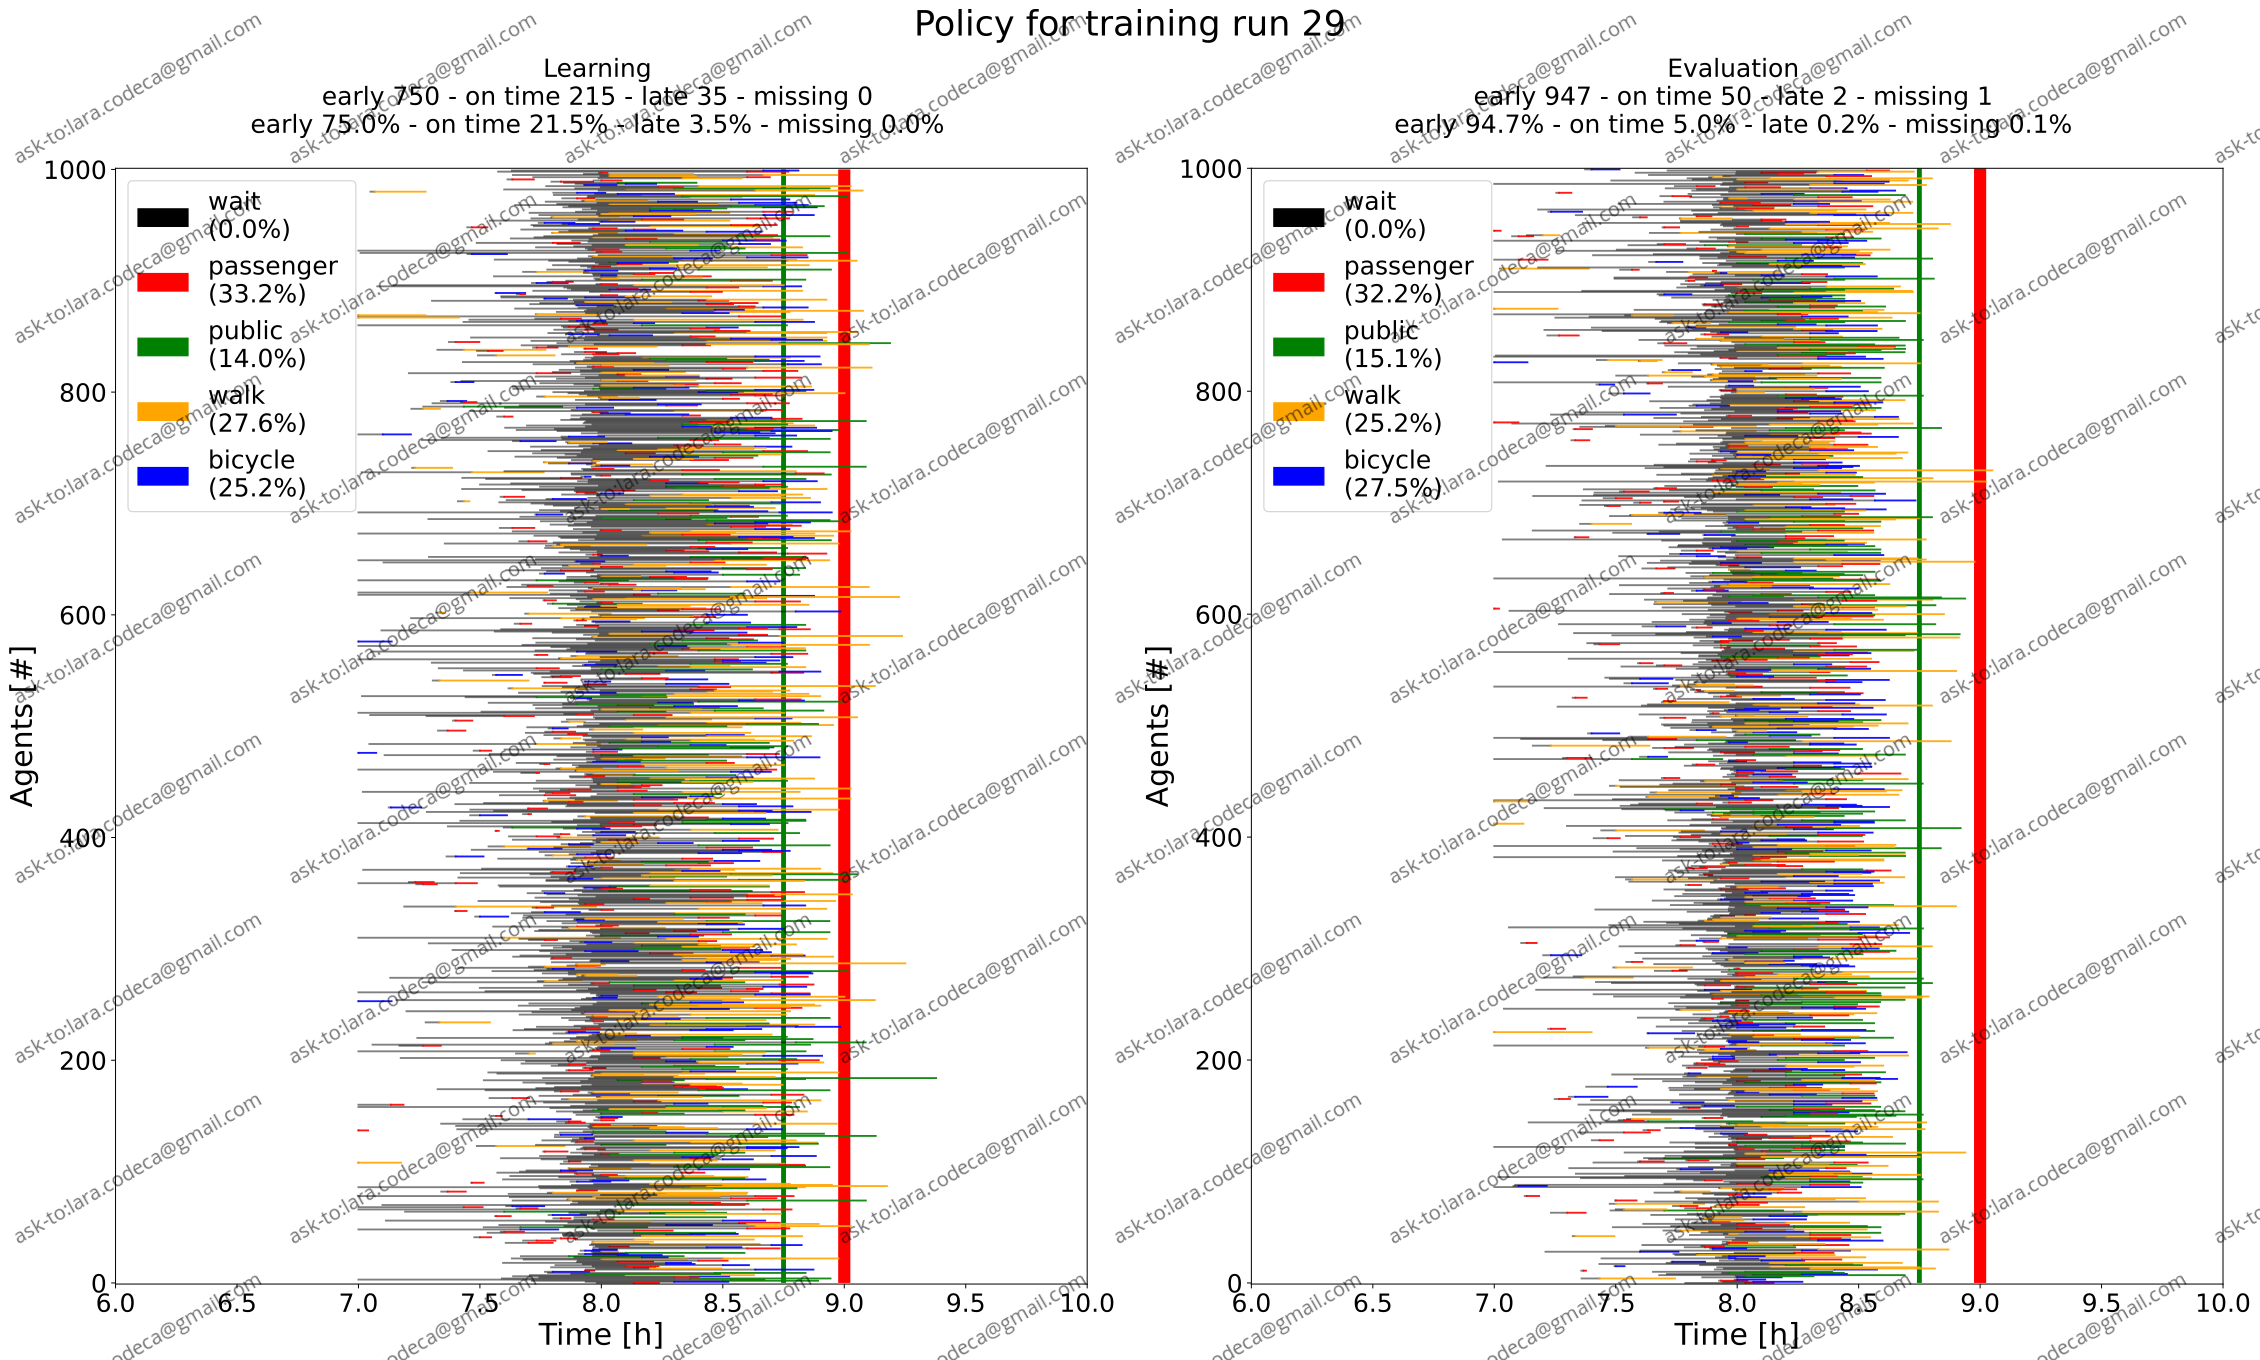 Policy for training run 29
Learning
early 750 - on time 215 - late 35 - missing 0
early 75.0% - on time 21.5% - late 3.5% - missing 0.0%
1000
800
600
400
200
0
Agents [#]
wait
(0.0%)
passenger
(33.2%)
public
(14.0%)
walk
(27.6%)
bicycle
(25.2%)
6.0 6.5 7.0 7.5 8.0 8.5 9.0 9.5 10.0
Time [h]
Evaluation
early 947 - on time 50 - late 2 - missing 1
early 94.7% - on time 5.0% - late 0.2% - missing 0.1%
1000
800
600
400
200
0
Agents [#]
wait
(0.0%)
passenger
(32.2%)
public
(15.1%)
walk
(25.2%)
bicycle
(27.5%)
6.0 6.5 7.0 7.5 8.0 8.5 9.0 9.5 10.0
Time [h]
ask-to:lara.codeca@gmail.com